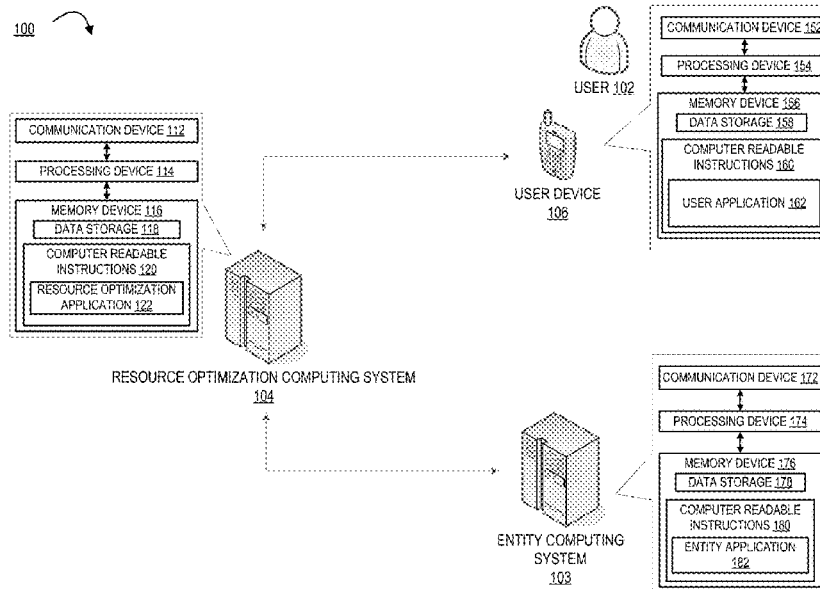 100
COMMUNICATION DEVICE 112
PROCESSING DEVICE 114
MEMORY DEVICE 116
DATA STORAGE 118
COMPUTER READABLE
INSTRUCTIONS 120
RESOURCE OPTIMIZATION
APPLICATION 122
RESOURCE OPTIMIZATION COMPUTING SYSTEM
104
USER 102
USER DEVICE
106
COMMUNICATION DEVICE 152
PROCESSING DEVICE 154
MEMORY DEVICE 156
DATA STORAGE 158
COMPUTER READABLE
INSTRUCTIONS 160
USER APPLICATION 162
ENTITY COMPUTING
SYSTEM
103
COMMUNICATION DEVICE 172
PROCESSING DEVICE 174
MEMORY DEVICE 176
DATA STORAGE 178
COMPUTER READABLE
INSTRUCTIONS 180
ENTITY APPLICATION
182